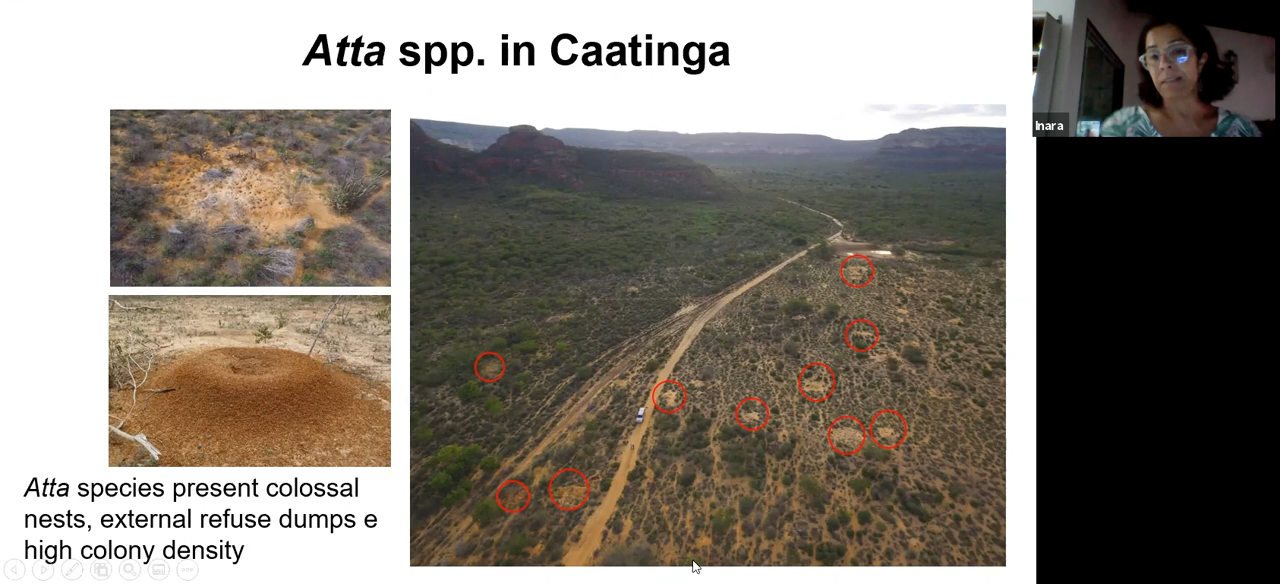 Atta spp. in Caatinga
Inara
Atta species present colossal
nests, external refuse dumps e
high colony density